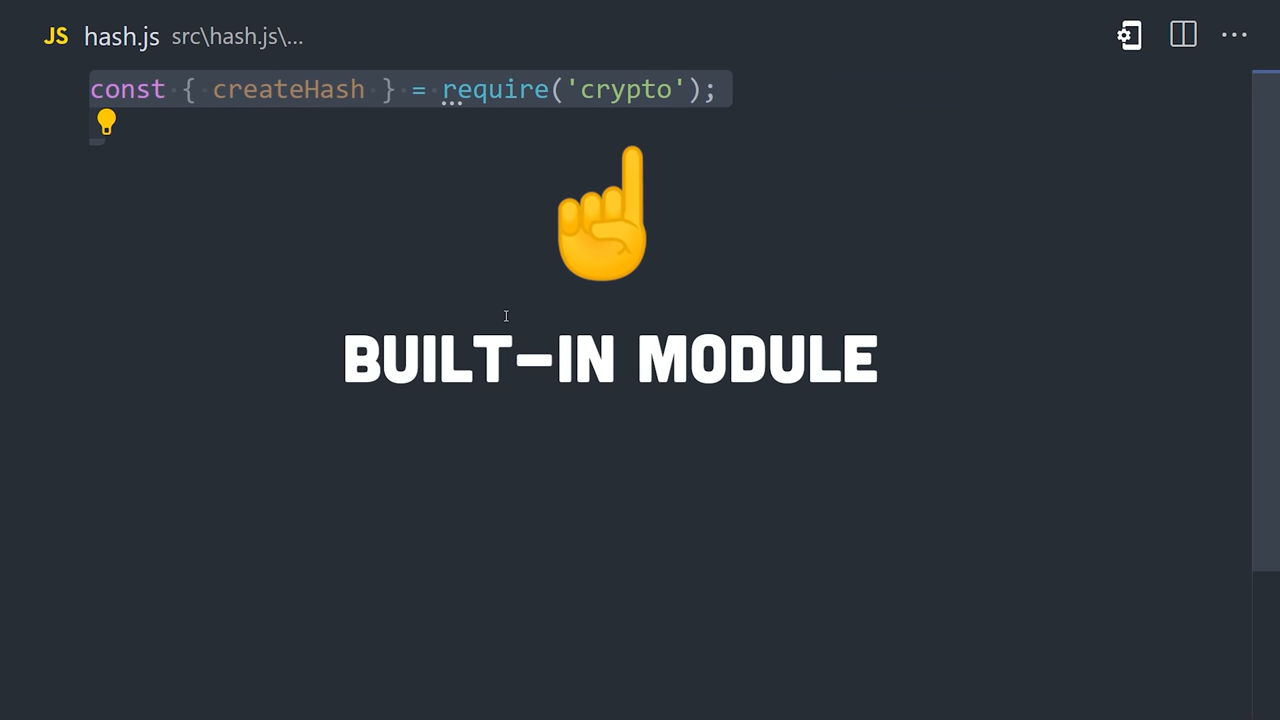 JS hash.js src\hash.js\...
const { createHash } = require('crypto');
BUILT-IN MODULE